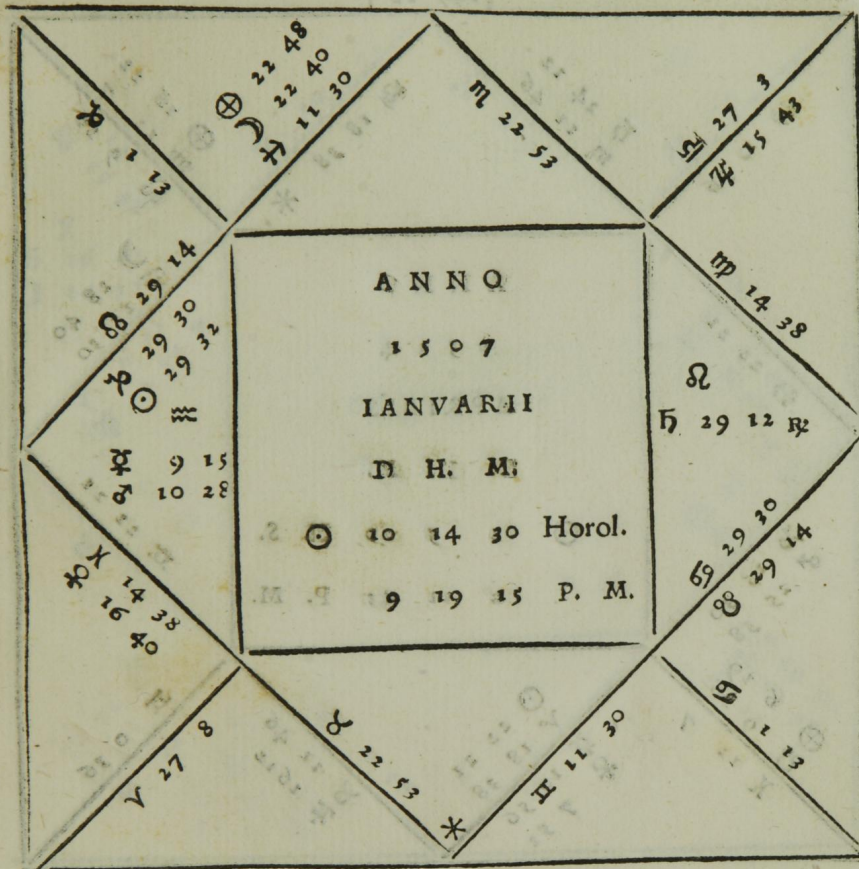 ⊕ 22 48
☽ 22 40
♐ 11 30
♏ 22 53
♎ 27 3
♃ 15 43
♑ 1 13
♍ 14 38
☊ 29 14
♑ 29 30
☉ 29 32
♒
☿ 9 15
♂ 10 28
ANNO
1507
IANVARII
D H. M.
☉ 10 14 30 Horol.
9 19 15 P. M.
♌
♄ 29 12 ℞
♋ 29 30
☋ 29 14
♓ 14 38
♀ 16 40
♈ 27 8
♉ 22 53
*
♊ 11 30
♋ 1 13